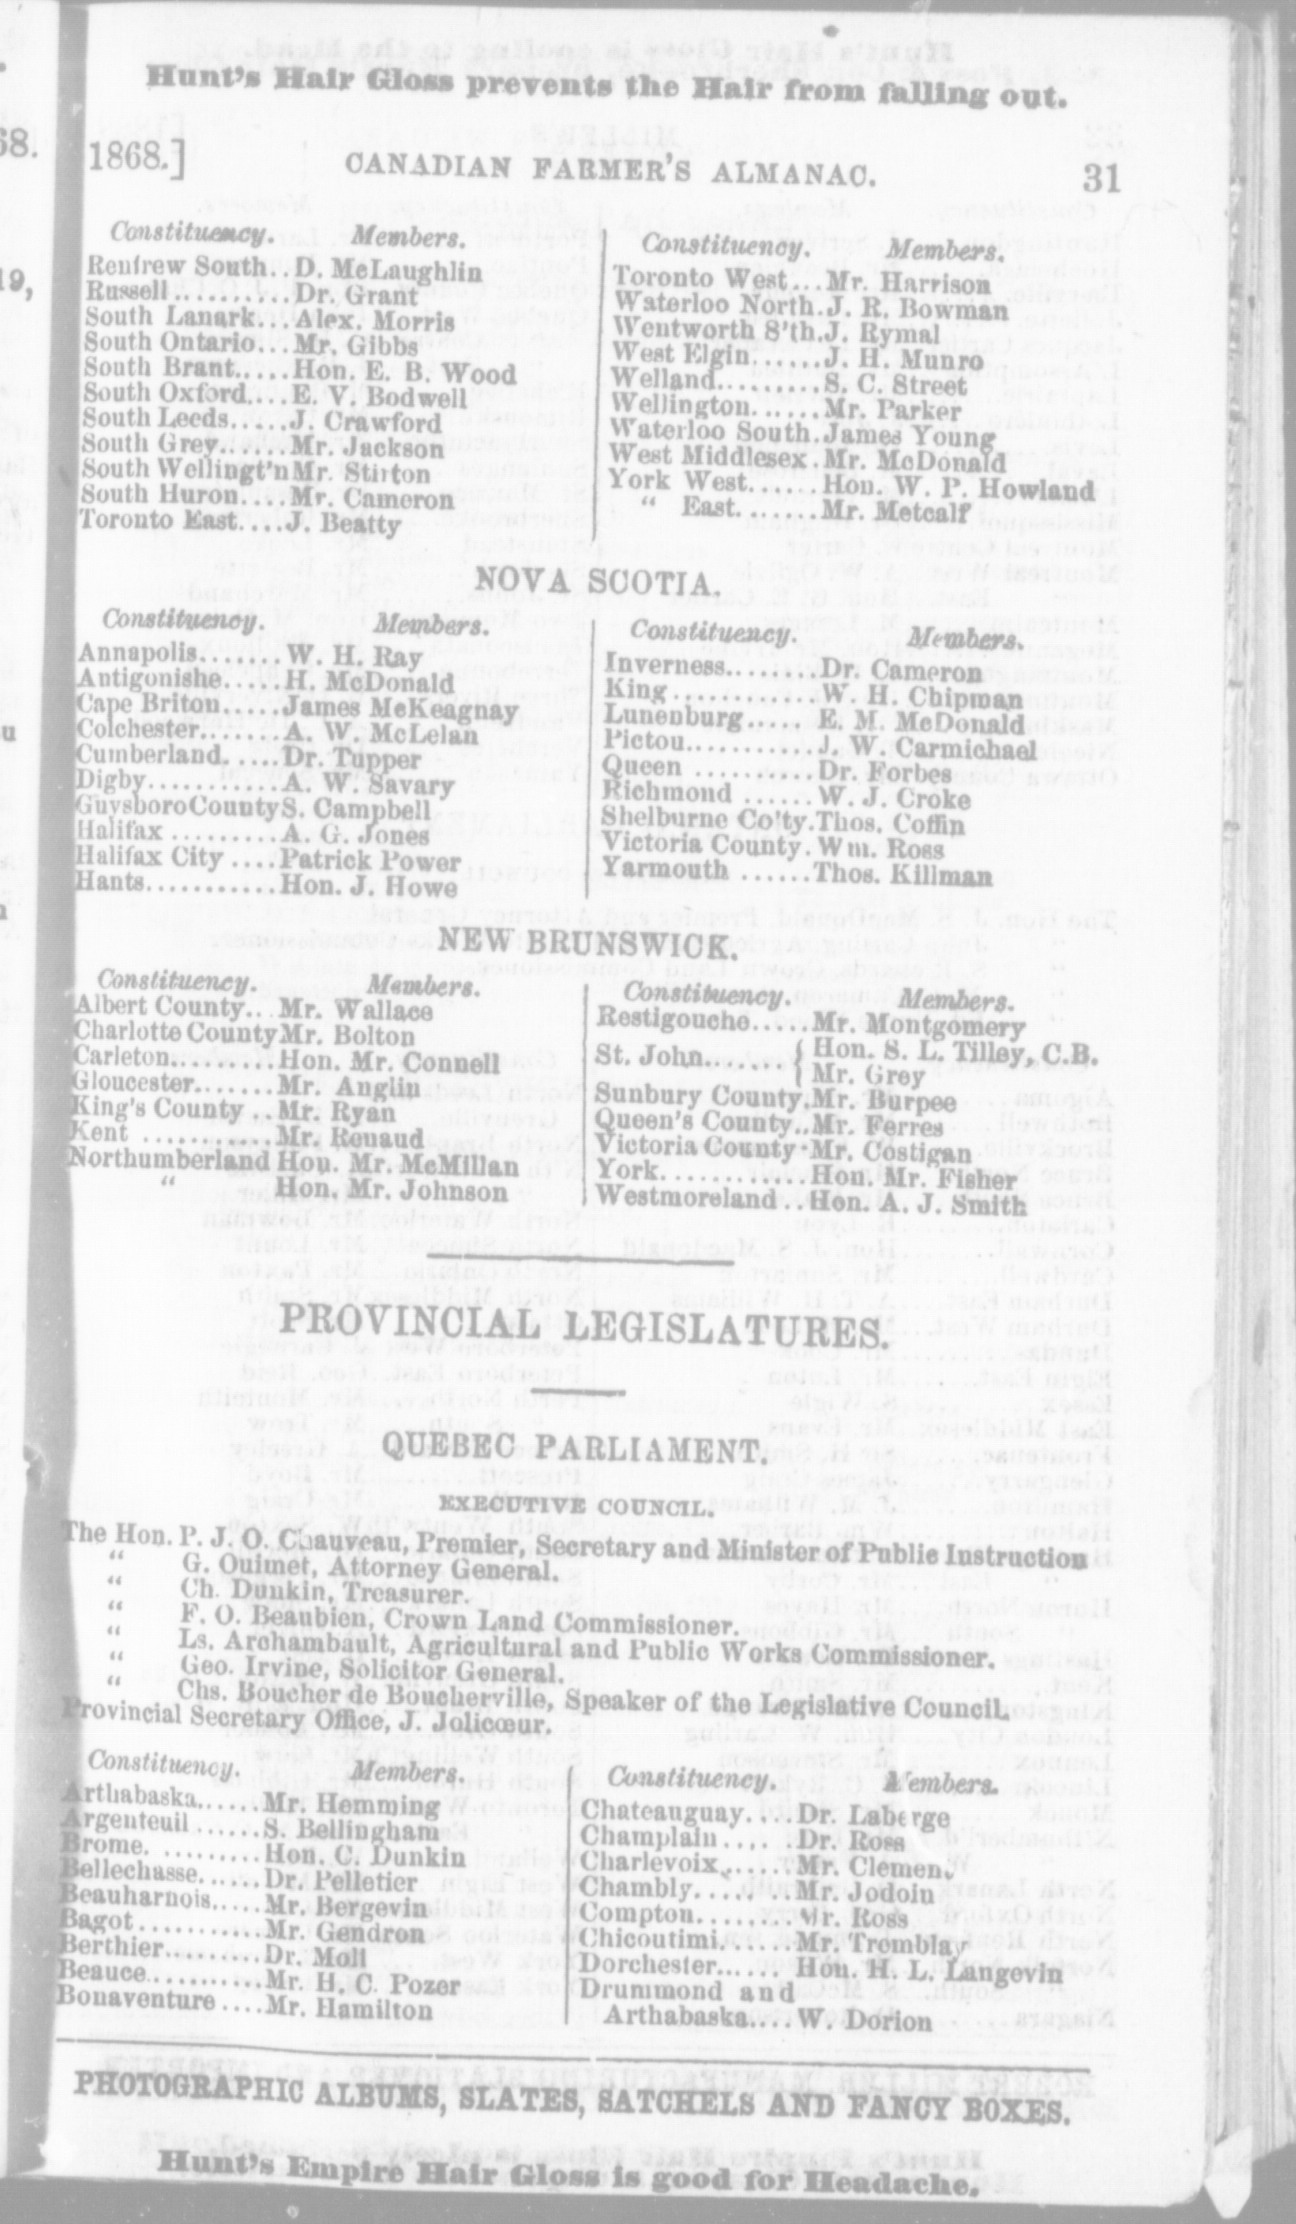 Hunt's Hair Gloss prevents the Hair from falling out.
1868.] CANADIAN FARMER'S ALMANAC. 31
Constituency. Members.
Renfrew South..D. McLaughlin
Russell..........Dr. Grant
South Lanark...Alex. Morris
South Ontario...Mr. Gibbs
South Brant.....Hon. E. B. Wood
South Oxford....E. V. Bodwell
South Leeds.....J. Crawford
South Grey......Mr. Jackson
South Wellingt'n Mr. Stirton
South Huron....Mr. Cameron
Toronto East....J. Beatty
Constituency. Members.
Toronto West...Mr. Harrison
Waterloo North.J. R. Bowman
Wentworth S'th.J. Rymal
West Elgin......J. H. Munro
Welland.........S. C. Street
Wellington......Mr. Parker
Waterloo South.James Young
West Middlesex.Mr. McDonald
York West.......Hon. W. P. Howland
" East.......Mr. Metcalf
NOVA SCOTIA.
Constituency. Members.
Annapolis.......W. H. Ray
Antigonishe.....H. McDonald
Cape Briton.....James McKeagnay
Colchester.......A. W. McLelan
Cumberland.....Dr. Tupper
Digby...........A. W. Savary
Guysboro County S. Campbell
Halifax.........A. G. Jones
Halifax City....Patrick Power
Hants...........Hon. J. Howe
Constituency. Members.
Inverness.......Dr. Cameron
King...........W. H. Chipman
Lunenburg.....E. M. McDonald
Pictou.........J. W. Carmichael
Queen..........Dr. Forbes
Richmond......W. J. Croke
Shelburne Co'ty.Thos. Coffin
Victoria County.Wm. Ross
Yarmouth......Thos. Killman
NEW BRUNSWICK.
Constituency. Members.
Albert County...Mr. Wallace
Charlotte County Mr. Bolton
Carleton.........Hon. Mr. Connell
Gloucester.......Mr. Anglin
King's County..Mr. Ryan
Kent...........Mr. Renaud
Northumberland Hon. Mr. McMillan
" Hon. Mr. Johnson
Constituency. Members.
Restigouche.....Mr. Montgomery
St. John........{ Hon. S. L. Tilley, C.B.
{ Mr. Grey
Sunbury County,Mr. Burpee
Queen's County..Mr. Ferres
Victoria County Mr. Costigan
York............Hon. Mr. Fisher
Westmoreland..Hon. A. J. Smith
PROVINCIAL LEGISLATURES.
QUEBEC PARLIAMENT.
EXECUTIVE COUNCIL.
The Hon. P. J. O. Chauveau, Premier, Secretary and Minister of Public Instruction
" G. Ouimet, Attorney General.
" Ch. Dunkin, Treasurer.
" F. O. Beaubien, Crown Land Commissioner.
" Ls. Archambault, Agricultural and Public Works Commissioner.
" Geo. Irvine, Solicitor General.
" Chs. Boucher de Boucherville, Speaker of the Legislative Council.
Provincial Secretary Office, J. Jolicœur.
Constituency. Members.
Arthabaska......Mr. Hemming
Argenteuil......S. Bellingham
Brome..........Hon. C. Dunkin
Bellechasse......Dr. Pelletier
Beauharnois.....Mr. Bergevin
Bagot...........Mr. Gendron
Berthier.........Dr. Moll
Beauce..........Mr. H. C. Pozer
Bonaventure....Mr. Hamilton
Constituency. Members.
Chateauguay....Dr. Laberge
Champlain.....Dr. Ross
Charlevoix......Mr. Clemen
Chambly........Mr. Jodoin
Compton........Mr. Ross
Chicoutimi......Mr. Tremblay
Dorchester......Hon. H. L. Langevin
Drummond and
Arthabaska....W. Dorion
PHOTOGRAPHIC ALBUMS, SLATES, SATCHELS AND FANCY BOXES.
Hunt's Empire Hair Gloss is good for Headache.